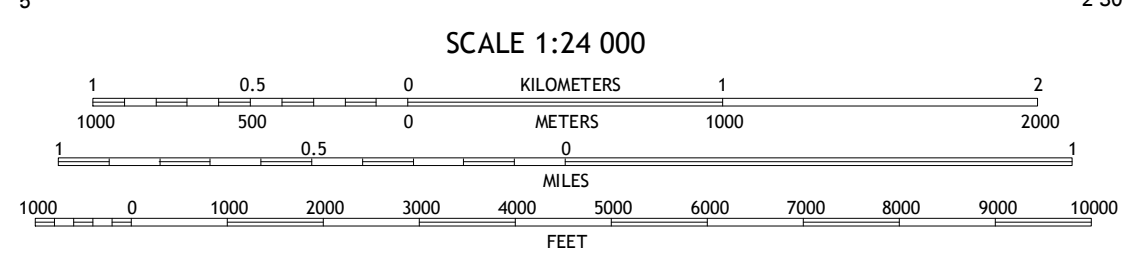 5 2 30
SCALE 1:24 000
1 0.5 0 KILOMETERS 1 2
1000 500 0 METERS 1000 2000
1 0.5 0 1
MILES
1000 0 1000 2000 3000 4000 5000 6000 7000 8000 9000 10000
FEET